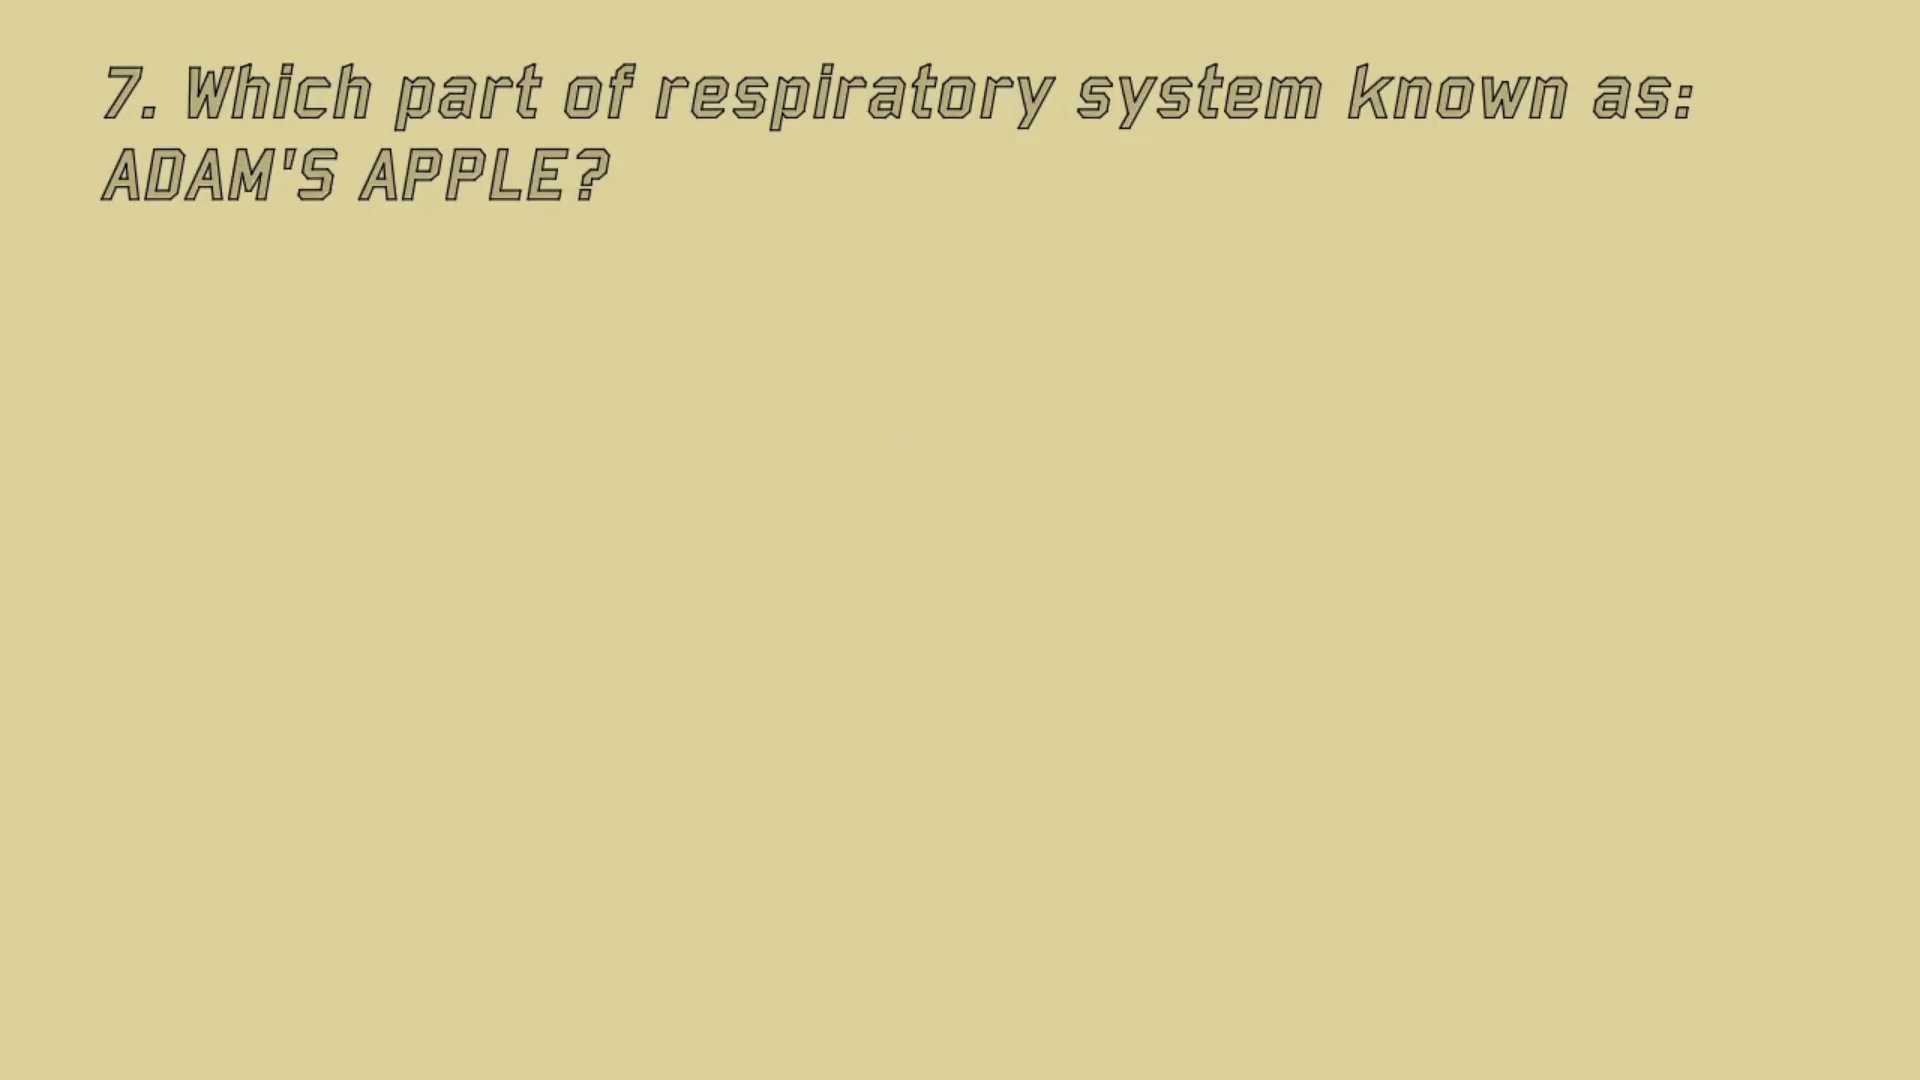 7. Which part of respiratory system known as:
ADAM'S APPLE?